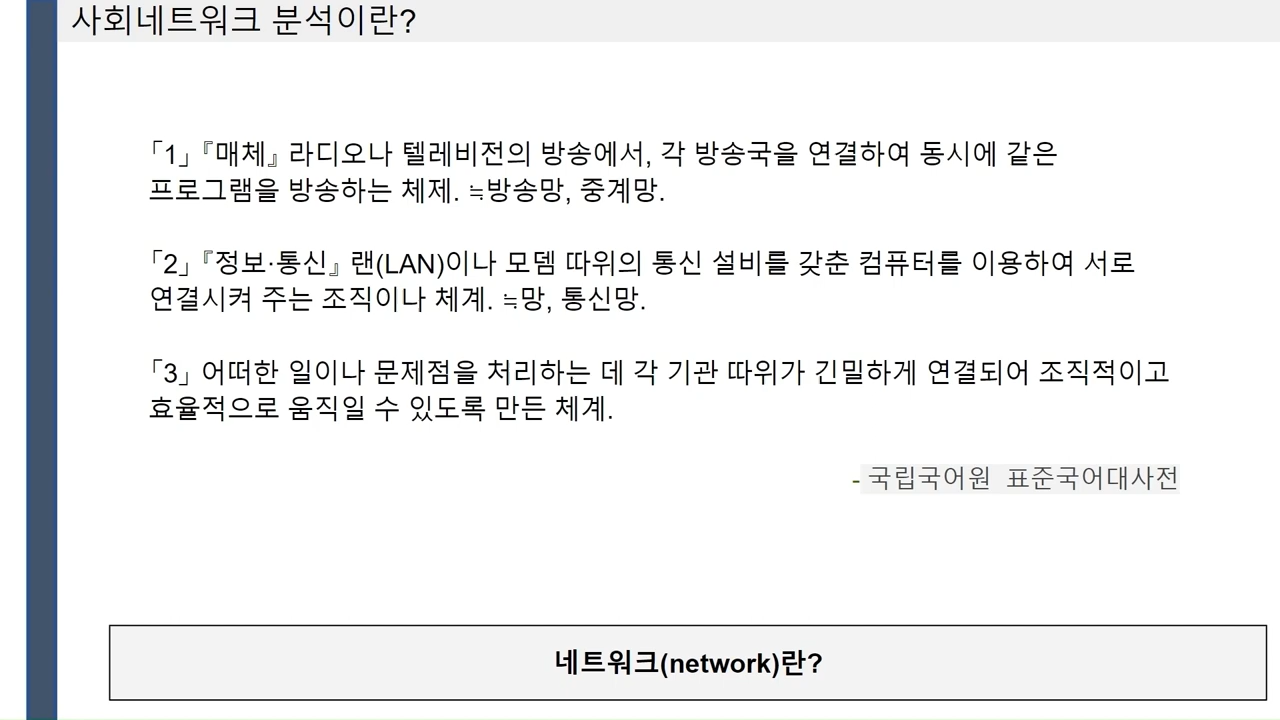 사회네트워크 분석이란?
「1」『매체』 라디오나 텔레비전의 방송에서, 각 방송국을 연결하여 동시에 같은
프로그램을 방송하는 체제. ≒방송망, 중계망.
「2」『정보·통신』 랜(LAN)이나 모뎀 따위의 통신 설비를 갖춘 컴퓨터를 이용하여 서로
연결시켜 주는 조직이나 체계. ≒망, 통신망.
「3」 어떠한 일이나 문제점을 처리하는 데 각 기관 따위가 긴밀하게 연결되어 조직적이고
효율적으로 움직일 수 있도록 만든 체계.
- 국립국어원 표준국어대사전
네트워크(network)란?